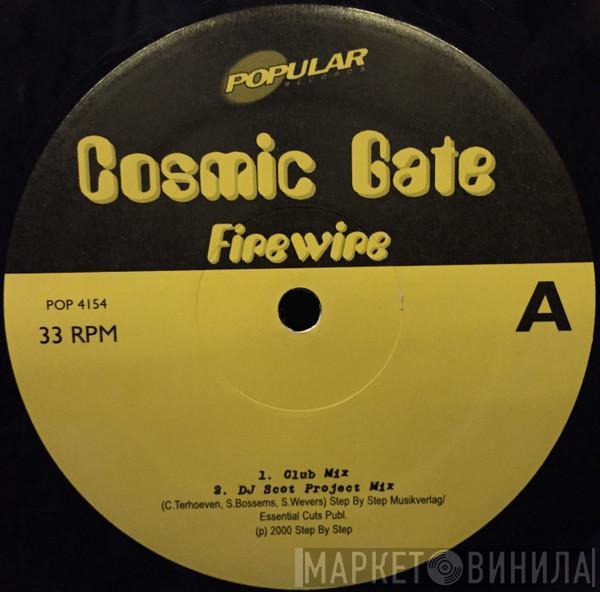 POPULAR
RECORDS
Cosmic Gate
Firewire
POP 4154
33 RPM
A
1. Club Mix
2. DJ Scot Project Mix
(C.Terhoeven, S.Bossems, S.Wevers) Step By Step Musikverlag/
Essential Cuts Publ.
(p) 2000 Step By Step
МАРКЕТ ВИНИЛА